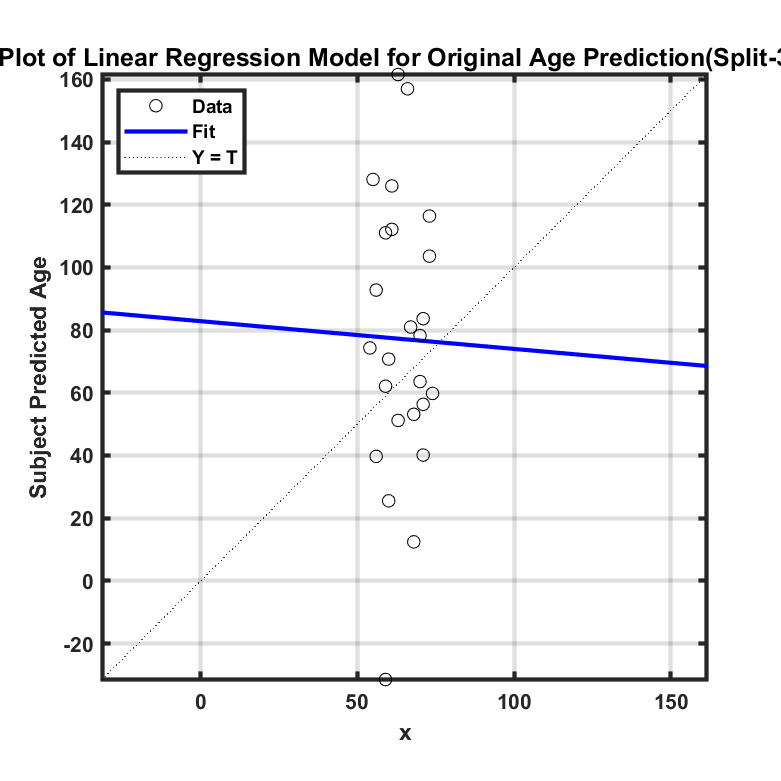 Plot of Linear Regression Model for Original Age Prediction(Split-3
160
140
120
100
80
60
40
20
0
-20
Data
Fit
Y = T
Subject Predicted Age
0
50
100
150
x